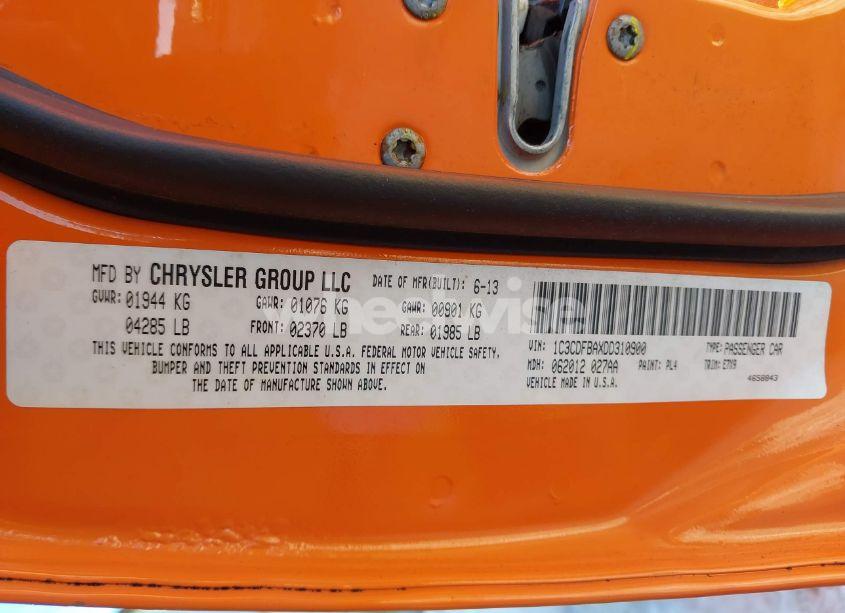 MFD BY CHRYSLER GROUP LLC DATE OF MFR(BUILT): 6-13
GVWR: 01944 KG GAWR: 01076 KG GAWR: 00901 KG
04285 LB FRONT: 02370 LB REAR: 01985 LB
THIS VEHICLE CONFORMS TO ALL APPLICABLE U.S.A. FEDERAL MOTOR VEHICLE SAFETY,
BUMPER AND THEFT PREVENTION STANDARDS IN EFFECT ON
THE DATE OF MANUFACTURE SHOWN ABOVE.
VIN: 1C3CDFBAXDD310900 TYPE: PASSENGER CAR
MDH: 062012 027AA PAINT: PL4 TRIM: E7X9
VEHICLE MADE IN U.S.A. 4658843